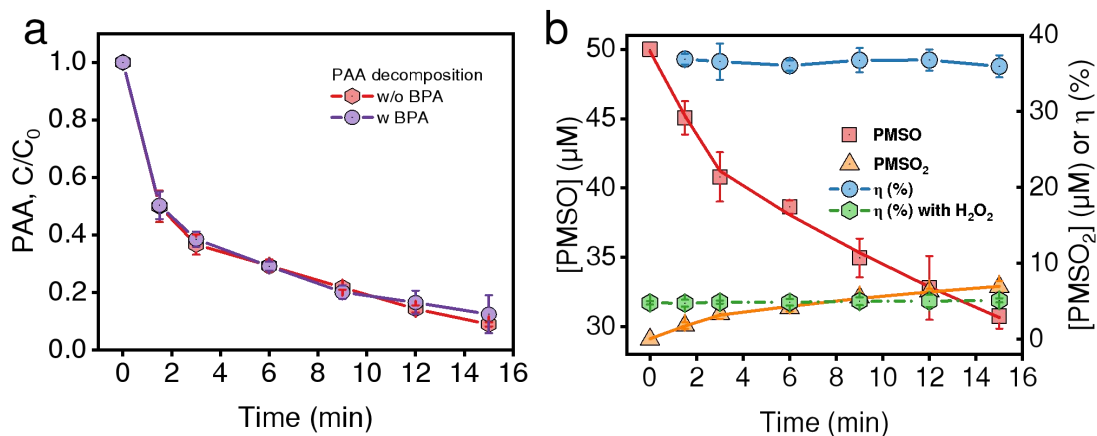 a
PAA, C/C0
1.0
0.8
0.6
0.4
0.2
0.0
PAA decomposition
w/o BPA
w BPA
0 2 4 6 8 10 12 14 16
Time (min)
b
[PMSO] (μM)
50
45
40
35
30
PMSO
PMSO2
η (%)
η (%) with H2O2
40
30
20
10
0
[PMSO2] (μM) or η (%)
0 2 4 6 8 10 12 14 16
Time (min)